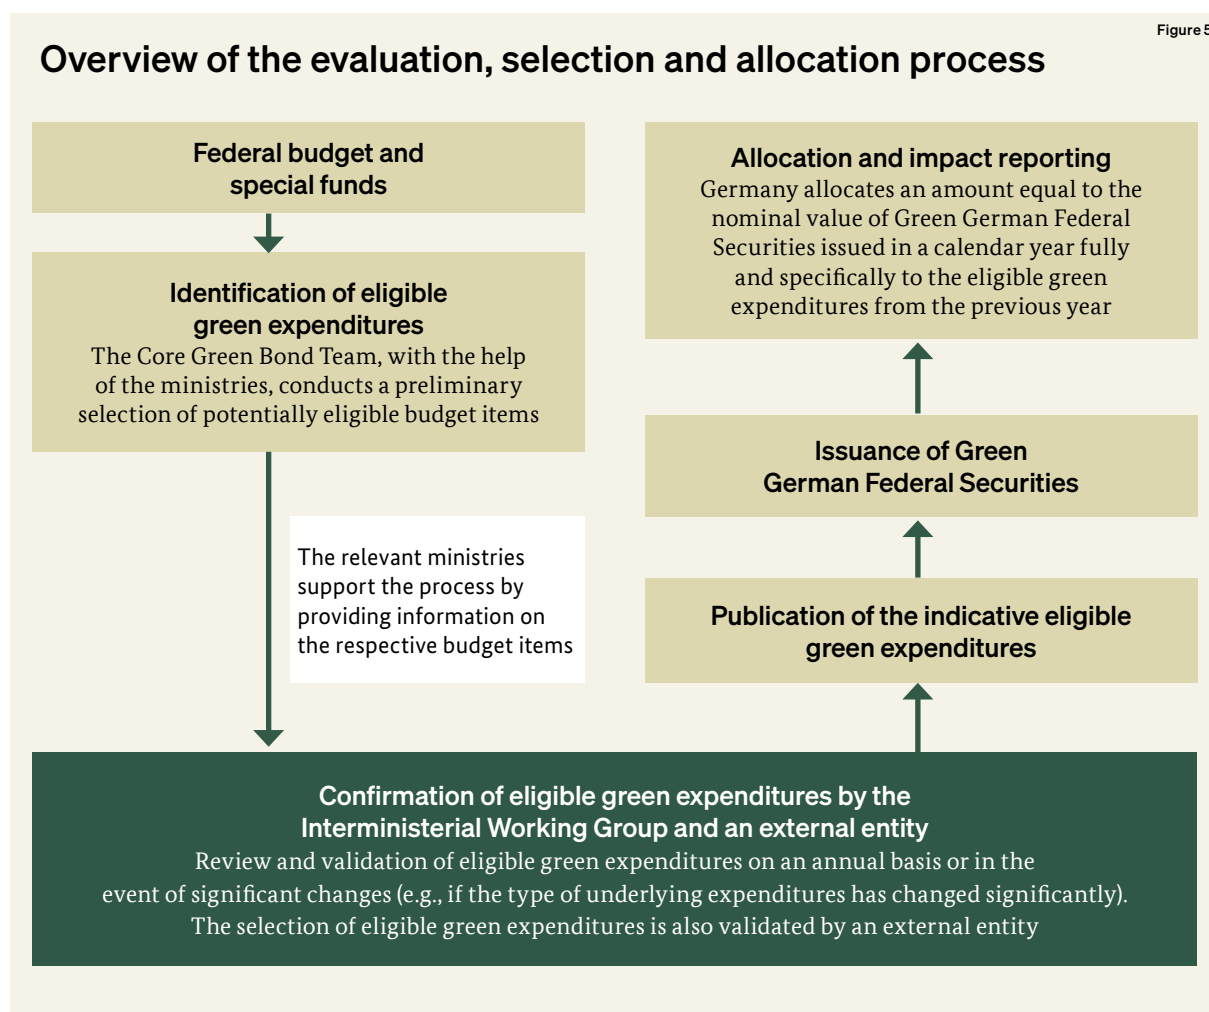 Figure 5
Overview of the evaluation, selection and allocation process
Federal budget and
special funds
Identification of eligible
green expenditures
The Core Green Bond Team, with the help
of the ministries, conducts a preliminary
selection of potentially eligible budget items
The relevant ministries
support the process by
providing information on
the respective budget items
Confirmation of eligible green expenditures by the
Interministerial Working Group and an external entity
Review and validation of eligible green expenditures on an annual basis or in the
event of significant changes (e.g., if the type of underlying expenditures has changed significantly).
The selection of eligible green expenditures is also validated by an external entity
Publication of the indicative eligible
green expenditures
Issuance of Green
German Federal Securities
Allocation and impact reporting
Germany allocates an amount equal to the
nominal value of Green German Federal
Securities issued in a calendar year fully
and specifically to the eligible green
expenditures from the previous year